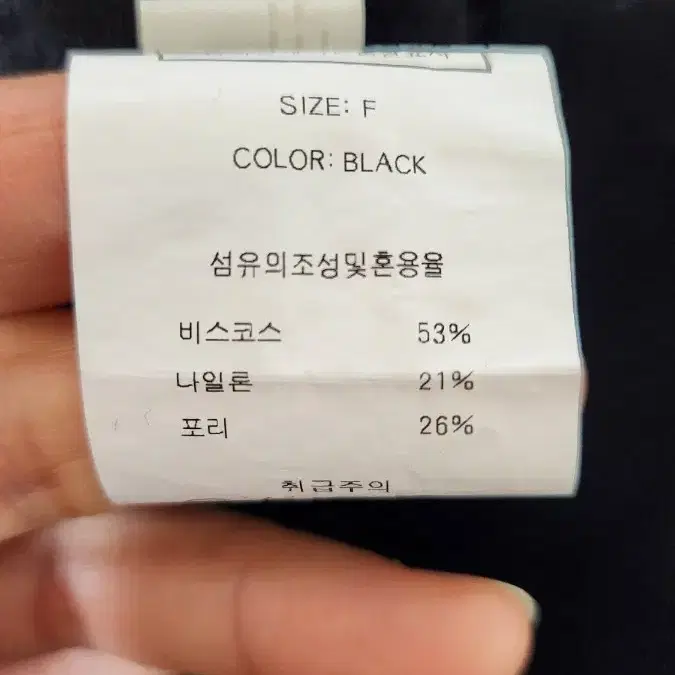 SIZE: F
COLOR: BLACK
섬유의조성및혼용율
비스코스 53%
나일론 21%
포리 26%
취급주의